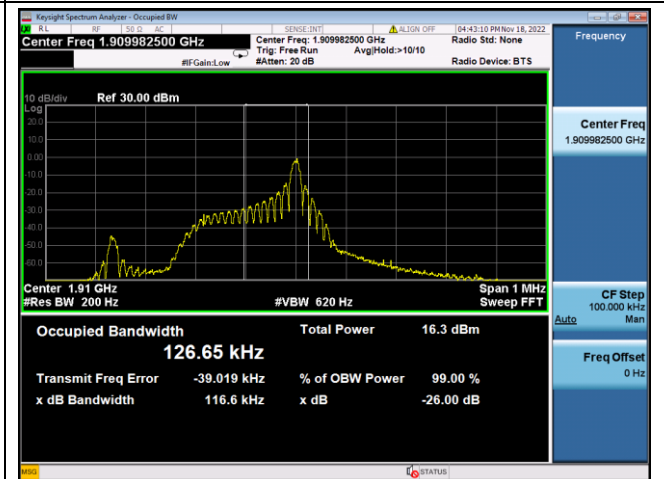 Keysight Spectrum Analyzer - Occupied BW
RL RF 50 Ω AC SENSE:INT ALIGN OFF 04:43:10 PM Nov 18, 2022
Center Freq 1.909982500 GHz Center Freq: 1.909982500 GHz Radio Std: None
Trig: Free Run Avg|Hold:>10/10
#IFGain:Low #Atten: 20 dB Radio Device: BTS
Frequency
10 dB/div Ref 30.00 dBm
Log
20.0
10.0
0.00
-10.0
-20.0
-30.0
-40.0
-50.0
-60.0
Center 1.91 GHz Span 1 MHz
#Res BW 200 Hz #VBW 620 Hz Sweep FFT
Center Freq
1.909982500 GHz
CF Step
100.000 kHz
Auto Man
Freq Offset
0 Hz
Occupied Bandwidth Total Power 16.3 dBm
126.65 kHz
Transmit Freq Error -39.019 kHz % of OBW Power 99.00 %
x dB Bandwidth 116.6 kHz x dB -26.00 dB
MSG STATUS